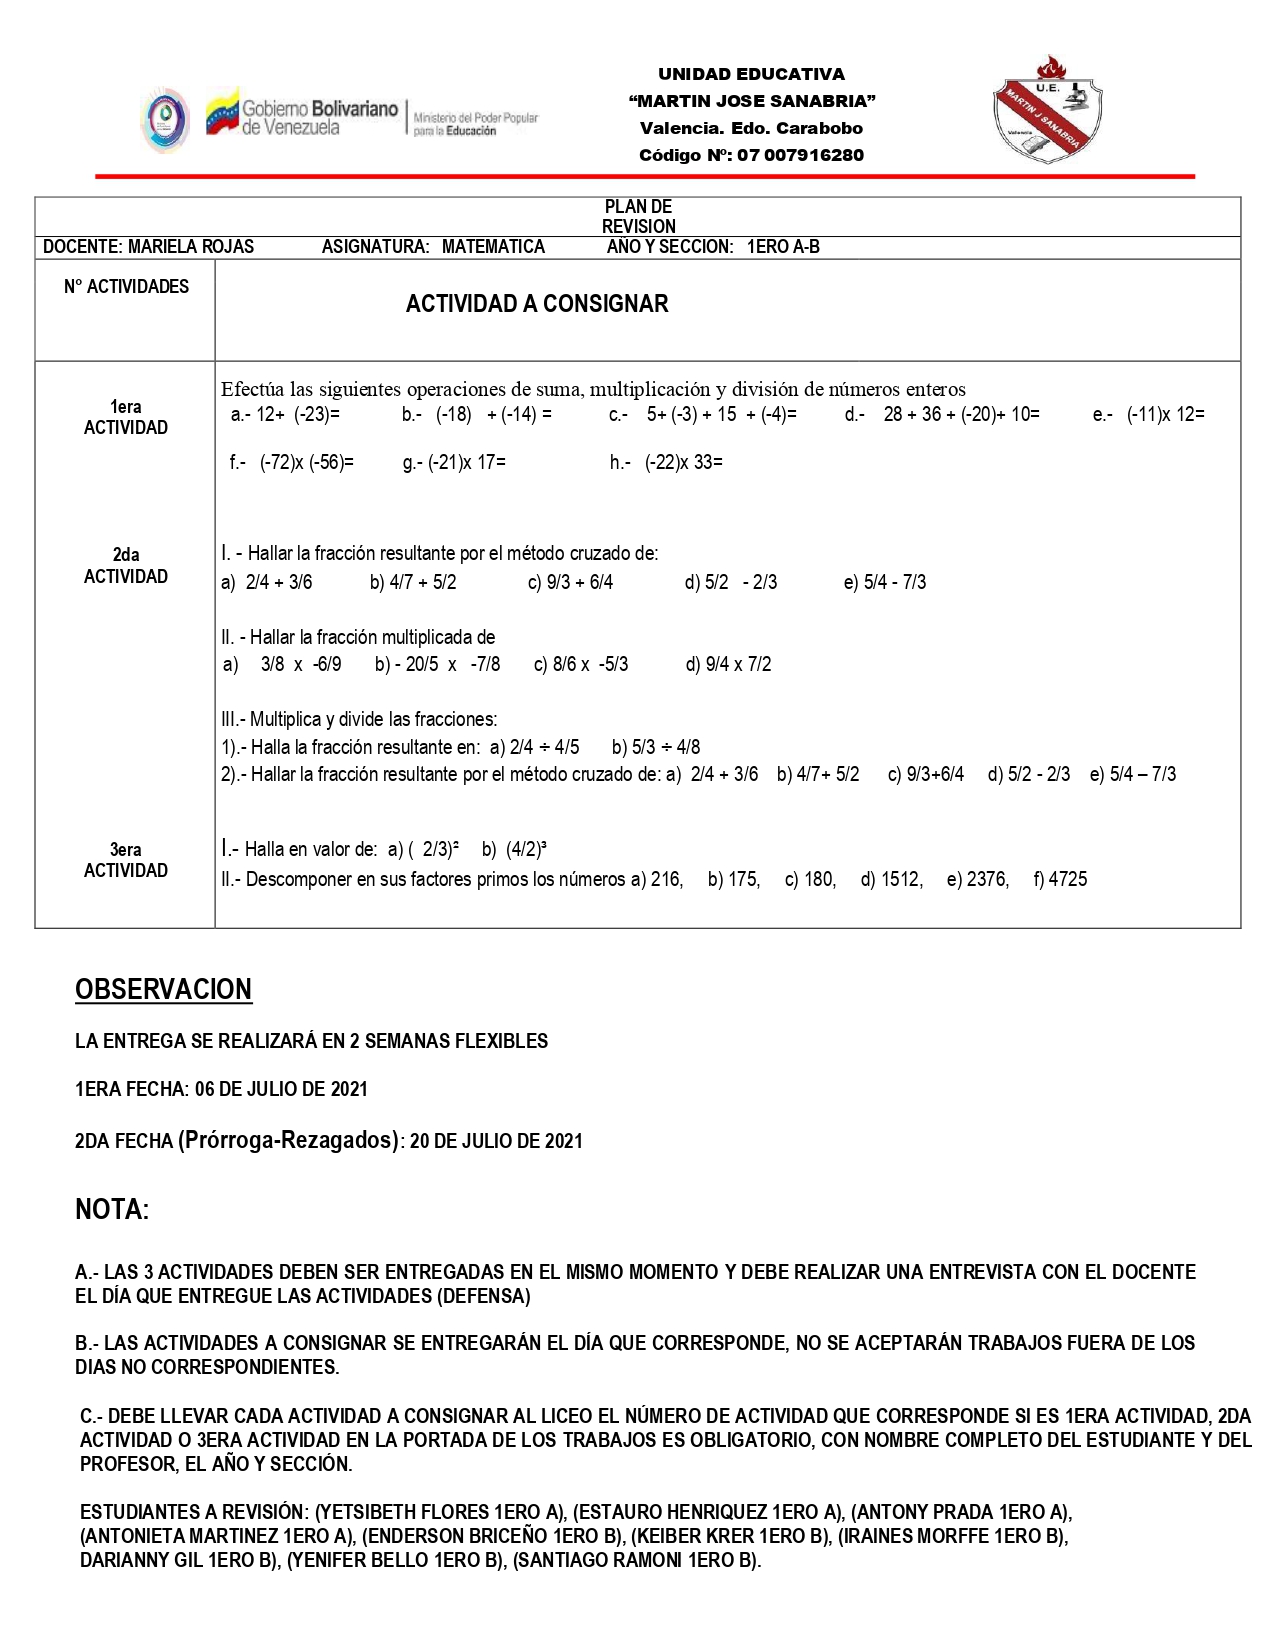 Gobierno Bolivariano
de Venezuela
Ministerio del Poder Popular
para la Educación
UNIDAD EDUCATIVA
“MARTIN JOSE SANABRIA”
Valencia. Edo. Carabobo
Código Nº: 07 007916280
U.E.
MARTIN J SANABRIA
Valencia
PLAN DE
REVISION
DOCENTE: MARIELA ROJAS ASIGNATURA: MATEMATICA AÑO Y SECCION: 1ERO A-B
N° ACTIVIDADES
ACTIVIDAD A CONSIGNAR
1era
ACTIVIDAD
Efectúa las siguientes operaciones de suma, multiplicación y división de números enteros
a.- 12+ (-23)= b.- (-18) + (-14) = c.- 5+ (-3) + 15 + (-4)= d.- 28 + 36 + (-20)+ 10= e.- (-11)x 12=
f.- (-72)x (-56)= g.- (-21)x 17= h.- (-22)x 33=
2da
ACTIVIDAD
I. - Hallar la fracción resultante por el método cruzado de:
a) 2/4 + 3/6 b) 4/7 + 5/2 c) 9/3 + 6/4 d) 5/2 - 2/3 e) 5/4 - 7/3
II. - Hallar la fracción multiplicada de
a) 3/8 x -6/9 b) - 20/5 x -7/8 c) 8/6 x -5/3 d) 9/4 x 7/2
III.- Multiplica y divide las fracciones:
1).- Halla la fracción resultante en: a) 2/4 ÷ 4/5 b) 5/3 ÷ 4/8
2).- Hallar la fracción resultante por el método cruzado de: a) 2/4 + 3/6 b) 4/7+ 5/2 c) 9/3+6/4 d) 5/2 - 2/3 e) 5/4 – 7/3
3era
ACTIVIDAD
I.- Halla en valor de: a) ( 2/3)² b) (4/2)³
II.- Descomponer en sus factores primos los números a) 216, b) 175, c) 180, d) 1512, e) 2376, f) 4725
OBSERVACION
LA ENTREGA SE REALIZARÁ EN 2 SEMANAS FLEXIBLES
1ERA FECHA: 06 DE JULIO DE 2021
2DA FECHA (Prórroga-Rezagados): 20 DE JULIO DE 2021
NOTA:
A.- LAS 3 ACTIVIDADES DEBEN SER ENTREGADAS EN EL MISMO MOMENTO Y DEBE REALIZAR UNA ENTREVISTA CON EL DOCENTE
EL DÍA QUE ENTREGUE LAS ACTIVIDADES (DEFENSA)
B.- LAS ACTIVIDADES A CONSIGNAR SE ENTREGARÁN EL DÍA QUE CORRESPONDE, NO SE ACEPTARÁN TRABAJOS FUERA DE LOS
DIAS NO CORRESPONDIENTES.
C.- DEBE LLEVAR CADA ACTIVIDAD A CONSIGNAR AL LICEO EL NÚMERO DE ACTIVIDAD QUE CORRESPONDE SI ES 1ERA ACTIVIDAD, 2DA
ACTIVIDAD O 3ERA ACTIVIDAD EN LA PORTADA DE LOS TRABAJOS ES OBLIGATORIO, CON NOMBRE COMPLETO DEL ESTUDIANTE Y DEL
PROFESOR, EL AÑO Y SECCIÓN.
ESTUDIANTES A REVISIÓN: (YETSIBETH FLORES 1ERO A), (ESTAURO HENRIQUEZ 1ERO A), (ANTONY PRADA 1ERO A),
(ANTONIETA MARTINEZ 1ERO A), (ENDERSON BRICEÑO 1ERO B), (KEIBER KRER 1ERO B), (IRAINES MORFFE 1ERO B),
DARIANNY GIL 1ERO B), (YENIFER BELLO 1ERO B), (SANTIAGO RAMONI 1ERO B).